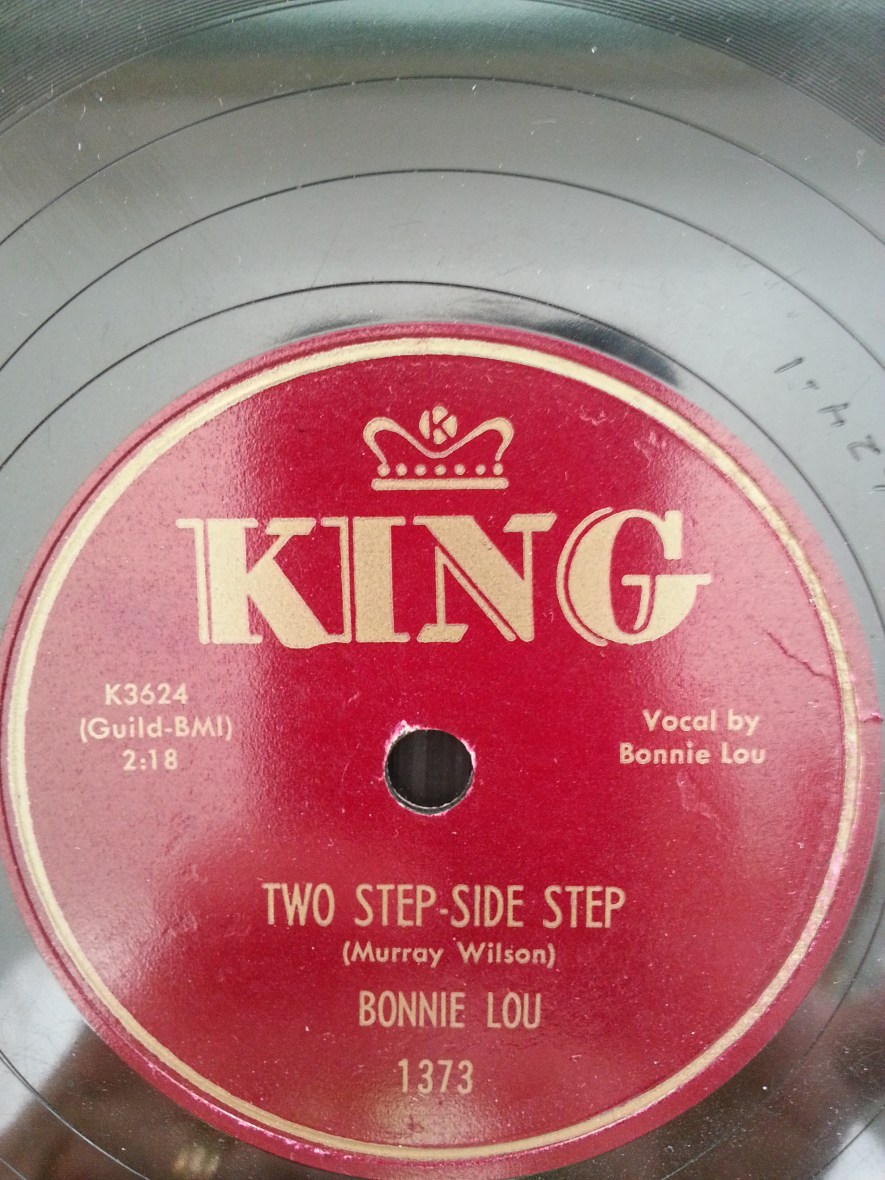 K
KING
K3624
(Guild-BMI)
2:18
Vocal by
Bonnie Lou
TWO STEP-SIDE STEP
(Murray Wilson)
BONNIE LOU
1373